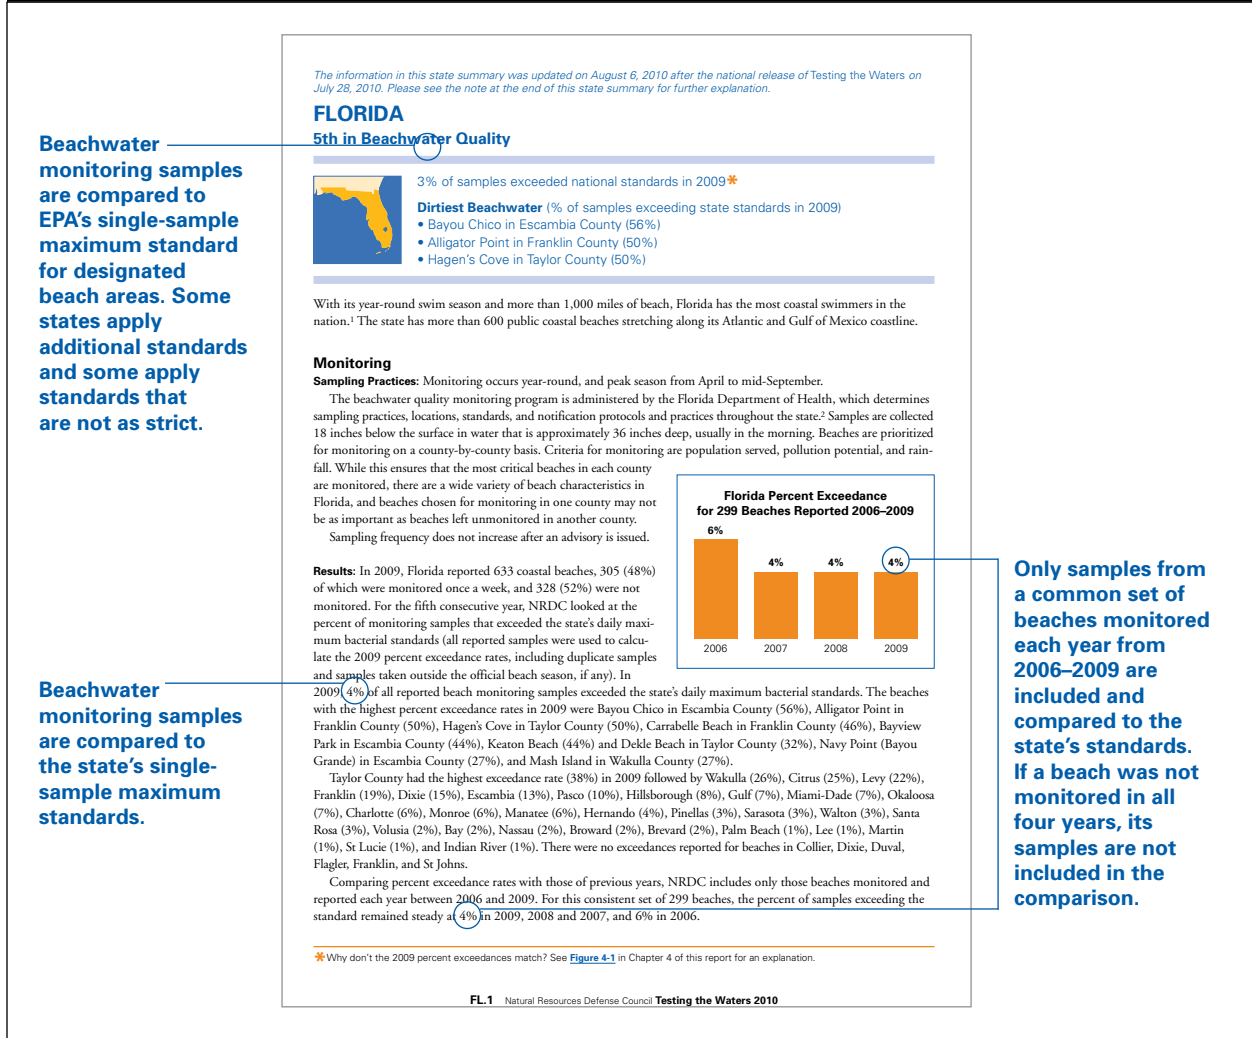 The information in this state summary was updated on August 6, 2010 after the national release of Testing the Waters on
July 28, 2010. Please see the note at the end of this state summary for further explanation.
FLORIDA
5th in Beachwater Quality
3% of samples exceeded national standards in 2009*
Dirtiest Beachwater (% of samples exceeding state standards in 2009)
• Bayou Chico in Escambia County (56%)
• Alligator Point in Franklin County (50%)
• Hagen's Cove in Taylor County (50%)
With its year-round swim season and more than 1,000 miles of beach, Florida has the most coastal swimmers in the
nation.¹ The state has more than 600 public coastal beaches stretching along its Atlantic and Gulf of Mexico coastline.
Monitoring
Sampling Practices: Monitoring occurs year-round, and peak season from April to mid-September.
The beachwater quality monitoring program is administered by the Florida Department of Health, which determines
sampling practices, locations, standards, and notification protocols and practices throughout the state.² Samples are collected
18 inches below the surface in water that is approximately 36 inches deep, usually in the morning. Beaches are prioritized
for monitoring on a county-by-county basis. Criteria for monitoring are population served, pollution potential, and rain-
fall. While this ensures that the most critical beaches in each county
are monitored, there are a wide variety of beach characteristics in
Florida, and beaches chosen for monitoring in one county may not
be as important as beaches left unmonitored in another county.
Sampling frequency does not increase after an advisory is issued.
Results: In 2009, Florida reported 633 coastal beaches, 305 (48%)
of which were monitored once a week, and 328 (52%) were not
monitored. For the fifth consecutive year, NRDC looked at the
percent of monitoring samples that exceeded the state's daily maxi-
mum bacterial standards (all reported samples were used to calcu-
late the 2009 percent exceedance rates, including duplicate samples
and samples taken outside the official beach season, if any). In
2009, 4% of all reported beach monitoring samples exceeded the state's daily maximum bacterial standards. The beaches
with the highest percent exceedance rates in 2009 were Bayou Chico in Escambia County (56%), Alligator Point in
Franklin County (50%), Hagen's Cove in Taylor County (50%), Carrabelle Beach in Franklin County (46%), Bayview
Park in Escambia County (44%), Keaton Beach (44%) and Dekle Beach in Taylor County (32%), Navy Point (Bayou
Grande) in Escambia County (27%), and Mash Island in Wakulla County (27%).
Taylor County had the highest exceedance rate (38%) in 2009 followed by Wakulla (26%), Citrus (25%), Levy (22%),
Franklin (19%), Dixie (15%), Escambia (13%), Pasco (10%), Hillsborough (8%), Gulf (7%), Miami-Dade (7%), Okaloosa
(7%), Charlotte (6%), Monroe (6%), Manatee (6%), Hernando (4%), Pinellas (3%), Sarasota (3%), Walton (3%), Santa
Rosa (3%), Volusia (2%), Bay (2%), Nassau (2%), Broward (2%), Brevard (2%), Palm Beach (1%), Lee (1%), Martin
(1%), St Lucie (1%), and Indian River (1%). There were no exceedances reported for beaches in Collier, Dixie, Duval,
Flagler, Franklin, and St Johns.
Comparing percent exceedance rates with those of previous years, NRDC includes only those beaches monitored and
reported each year between 2006 and 2009. For this consistent set of 299 beaches, the percent of samples exceeding the
standard remained steady at 4% in 2009, 2008 and 2007, and 6% in 2006.
Florida Percent Exceedance
for 299 Beaches Reported 2006–2009
6%
4%
4%
4%
2006
2007
2008
2009
*Why don't the 2009 percent exceedances match? See Figure 4-1 in Chapter 4 of this report for an explanation.
FL.1 Natural Resources Defense Council Testing the Waters 2010
Beachwater
monitoring samples
are compared to
EPA's single-sample
maximum standard
for designated
beach areas. Some
states apply
additional standards
and some apply
standards that
are not as strict.
Beachwater
monitoring samples
are compared to
the state's single-
sample maximum
standards.
Only samples from
a common set of
beaches monitored
each year from
2006–2009 are
included and
compared to the
state's standards.
If a beach was not
monitored in all
four years, its
samples are not
included in the
comparison.